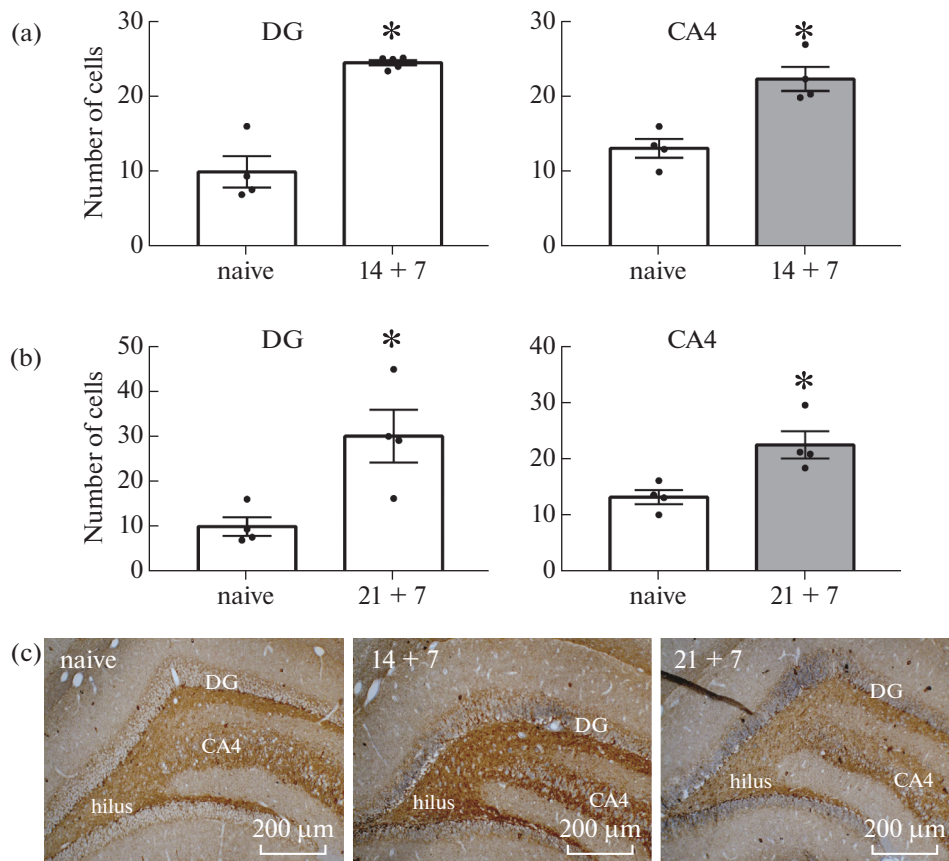 (a)
DG
*
Number of cells
30
20
10
0
naive
14 + 7
CA4
*
30
20
10
0
naive
14 + 7
(b)
DG
*
Number of cells
50
40
30
20
10
0
naive
21 + 7
CA4
*
40
30
20
10
0
naive
21 + 7
(c)
naive
DG
CA4
hilus
200 µm
14 + 7
DG
CA4
hilus
200 µm
21 + 7
DG
CA4
hilus
200 µm